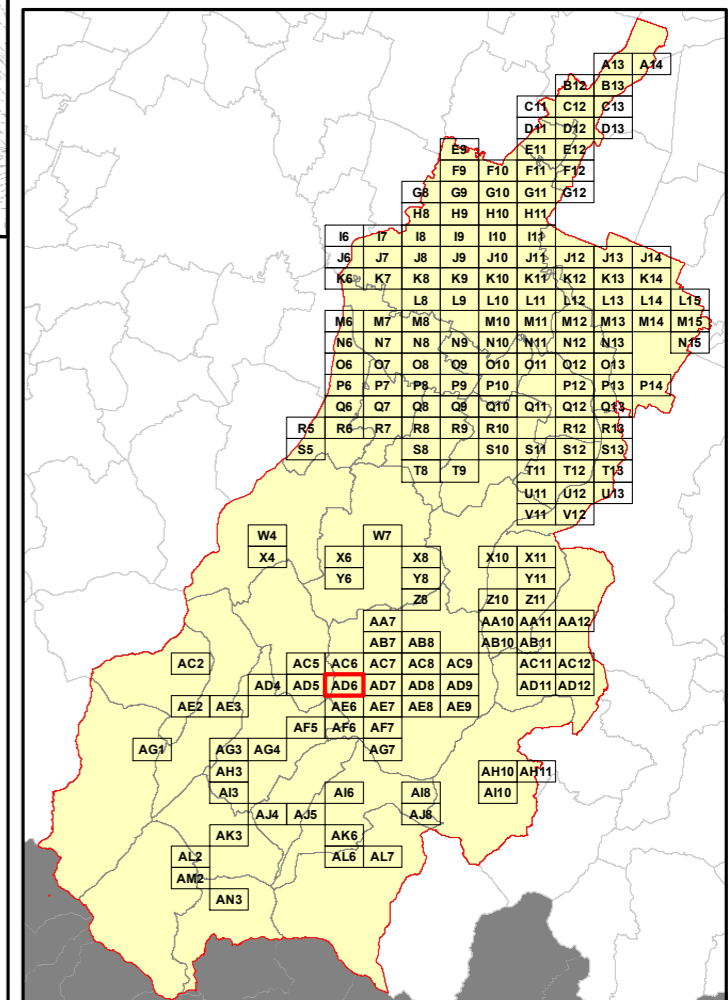 A13 A14
B12 B13
C11 C12 C13
D11 D12 D13
E9 E11 E12
F9 F10 F11 F12
G8 G9 G10 G11 G12
H8 H9 H10 H11
I6 I7 I8 I9 I10 I11
J6 J7 J8 J9 J10 J11 J12 J13 J14
K6 K7 K8 K9 K10 K11 K12 K13 K14
L8 L9 L10 L11 L12 L13 L14 L15
M6 M7 M8 M10 M11 M12 M13 M14 M15
N6 N7 N8 N9 N10 N11 N12 N13 N15
O6 O7 O8 O9 O10 O11 O12 O13
P6 P7 P8 P9 P10 P12 P13 P14
Q6 Q7 Q8 Q9 Q10 Q11 Q12 Q13
R5 R6 R7 R8 R9 R10 R12 R13
S5 S8 S10 S11 S12 S13
T8 T9 T11 T12 T13
U11 U12 U13
V11 V12
W4 W7
X4 X6 X8 X10 X11
Y6 Y8 Y11
Z8 Z10 Z11
AA7 AA10 AA11 AA12
AB7 AB8 AB10 AB11
AC2 AC5 AC6 AC7 AC8 AC9 AC11 AC12
AD4 AD5 AD6 AD7 AD8 AD9 AD11 AD12
AE2 AE3 AE6 AE7 AE8 AE9
AF5 AF6 AF7
AG1 AG3 AG4 AG7
AH3 AH10 AH11
AI3 AI6 AI8 AI10
AJ4 AJ5 AJ8
AK3 AK6
AL2 AL6 AL7
AM2
AN3